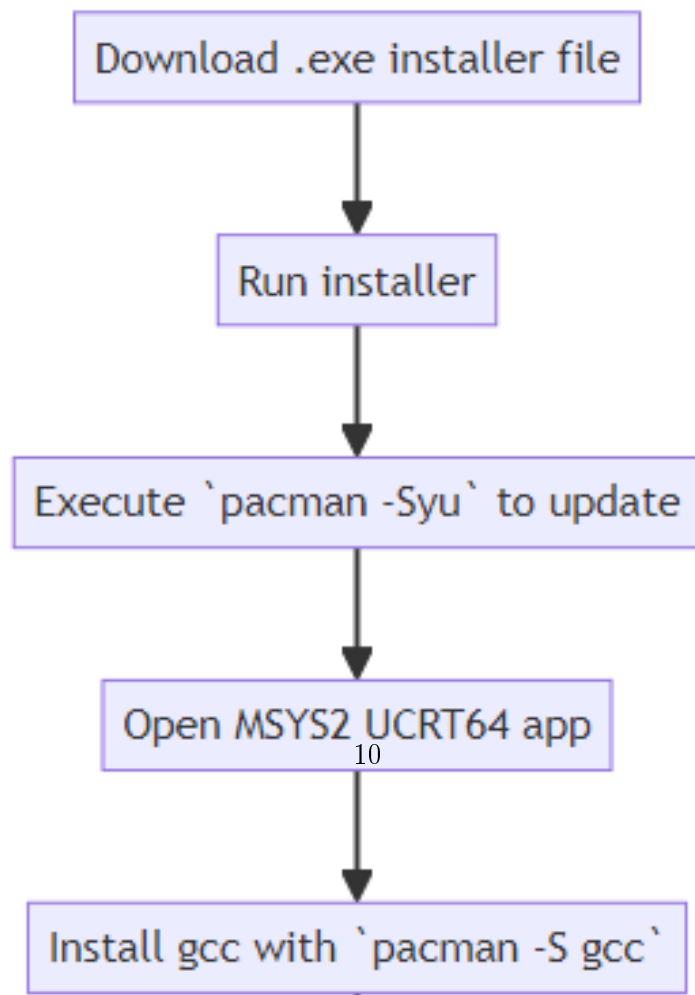 Download .exe installer file
Run installer
Execute `pacman -Syu` to update
Open MSYS2 UCRT64 app
10
Install gcc with `pacman -S gcc`